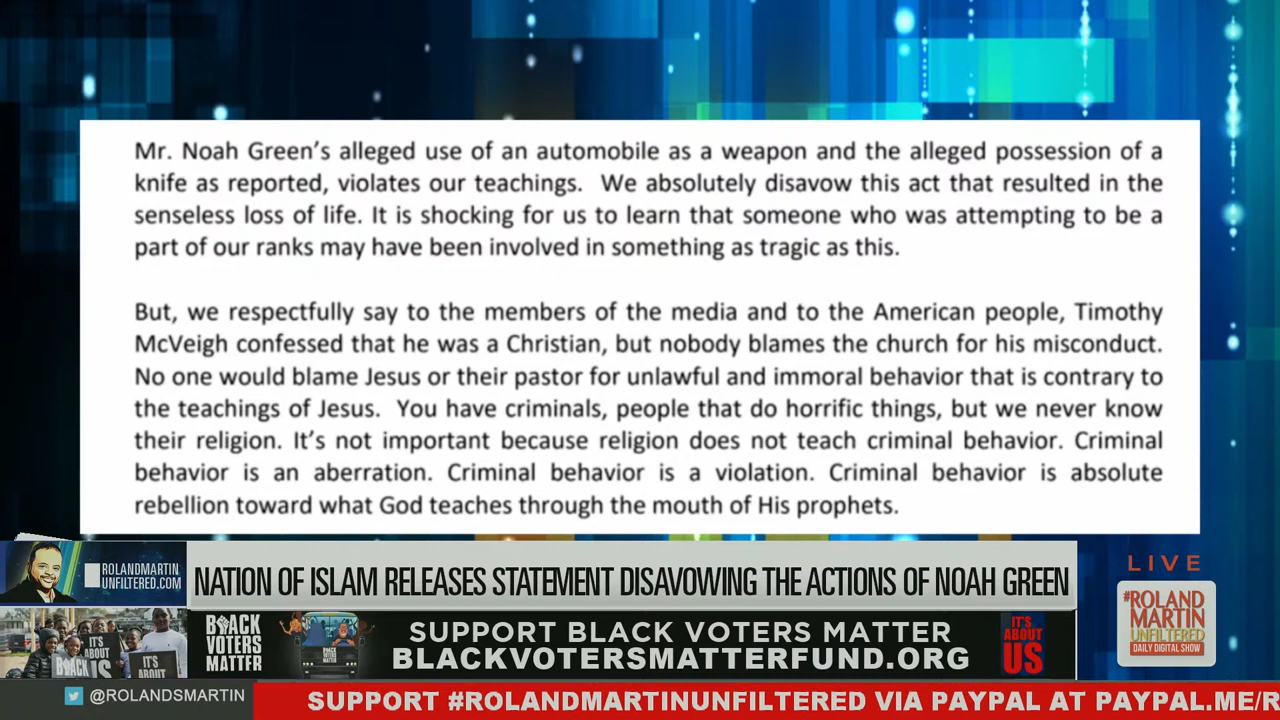 Mr. Noah Green's alleged use of an automobile as a weapon and the alleged possession of a
knife as reported, violates our teachings. We absolutely disavow this act that resulted in the
senseless loss of life. It is shocking for us to learn that someone who was attempting to be a
part of our ranks may have been involved in something as tragic as this.
But, we respectfully say to the members of the media and to the American people, Timothy
McVeigh confessed that he was a Christian, but nobody blames the church for his misconduct.
No one would blame Jesus or their pastor for unlawful and immoral behavior that is contrary to
the teachings of Jesus. You have criminals, people that do horrific things, but we never know
their religion. It's not important because religion does not teach criminal behavior. Criminal
behavior is an aberration. Criminal behavior is a violation. Criminal behavior is absolute
rebellion toward what God teaches through the mouth of His prophets.
ROLANDMARTIN
UNFILTERED.COM
NATION OF ISLAM RELEASES STATEMENT DISAVOWING THE ACTIONS OF NOAH GREEN
LIVE
#ROLAND
MARTIN
UNFILTERED
DAILY DIGITAL SHOW
IT'S
ABOUT
US
IT'S
BLACK
VOTERS
MATTER
SUPPORT BLACK VOTERS MATTER
BLACKVOTERSMATTERFUND.ORG
IT'S
ABOUT
US
@ROLANDSMARTIN
SUPPORT #ROLANDMARTINUNFILTERED VIA PAYPAL AT PAYPAL.ME/R